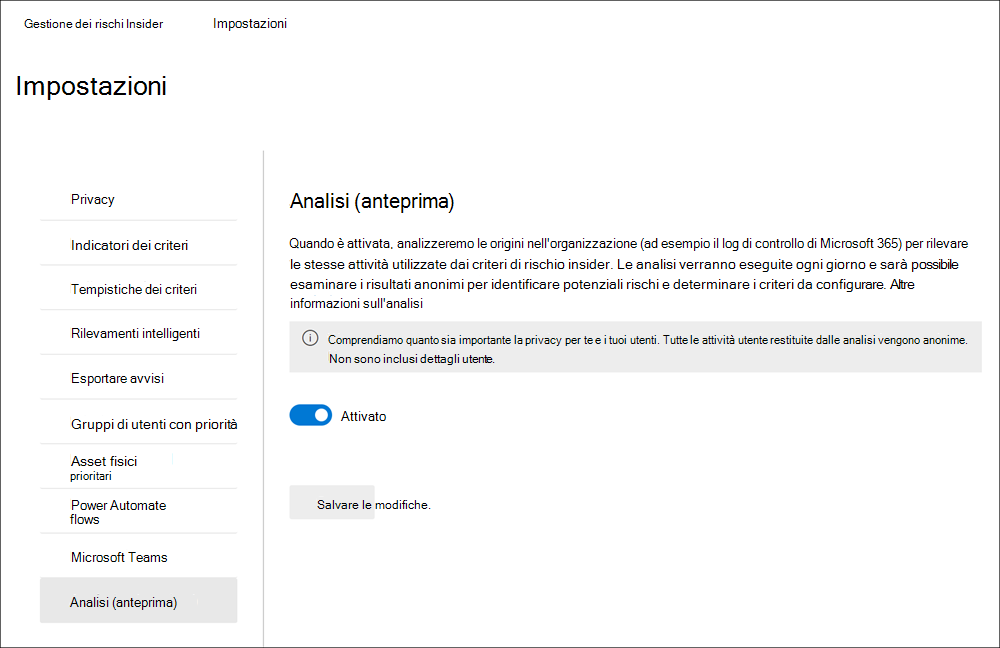 Gestione dei rischi Insider
Impostazioni
Impostazioni
Privacy
Indicatori dei criteri
Tempistiche dei criteri
Rilevamenti intelligenti
Esportare avvisi
Gruppi di utenti con priorità
Asset fisici
prioritari
Power Automate
flows
Microsoft Teams
Analisi (anteprima)
Analisi (anteprima)
Quando è attivata, analizzeremo le origini nell'organizzazione (ad esempio il log di controllo di Microsoft 365) per rilevare
le stesse attività utilizzate dai criteri di rischio insider. Le analisi verranno eseguite ogni giorno e sarà possibile
esaminare i risultati anonimi per identificare potenziali rischi e determinare i criteri da configurare. Altre
informazioni sull'analisi
Comprendiamo quanto sia importante la privacy per te e i tuoi utenti. Tutte le attività utente restituite dalle analisi vengono anonime.
Non sono inclusi dettagli utente.
Attivato
Salvare le modifiche.